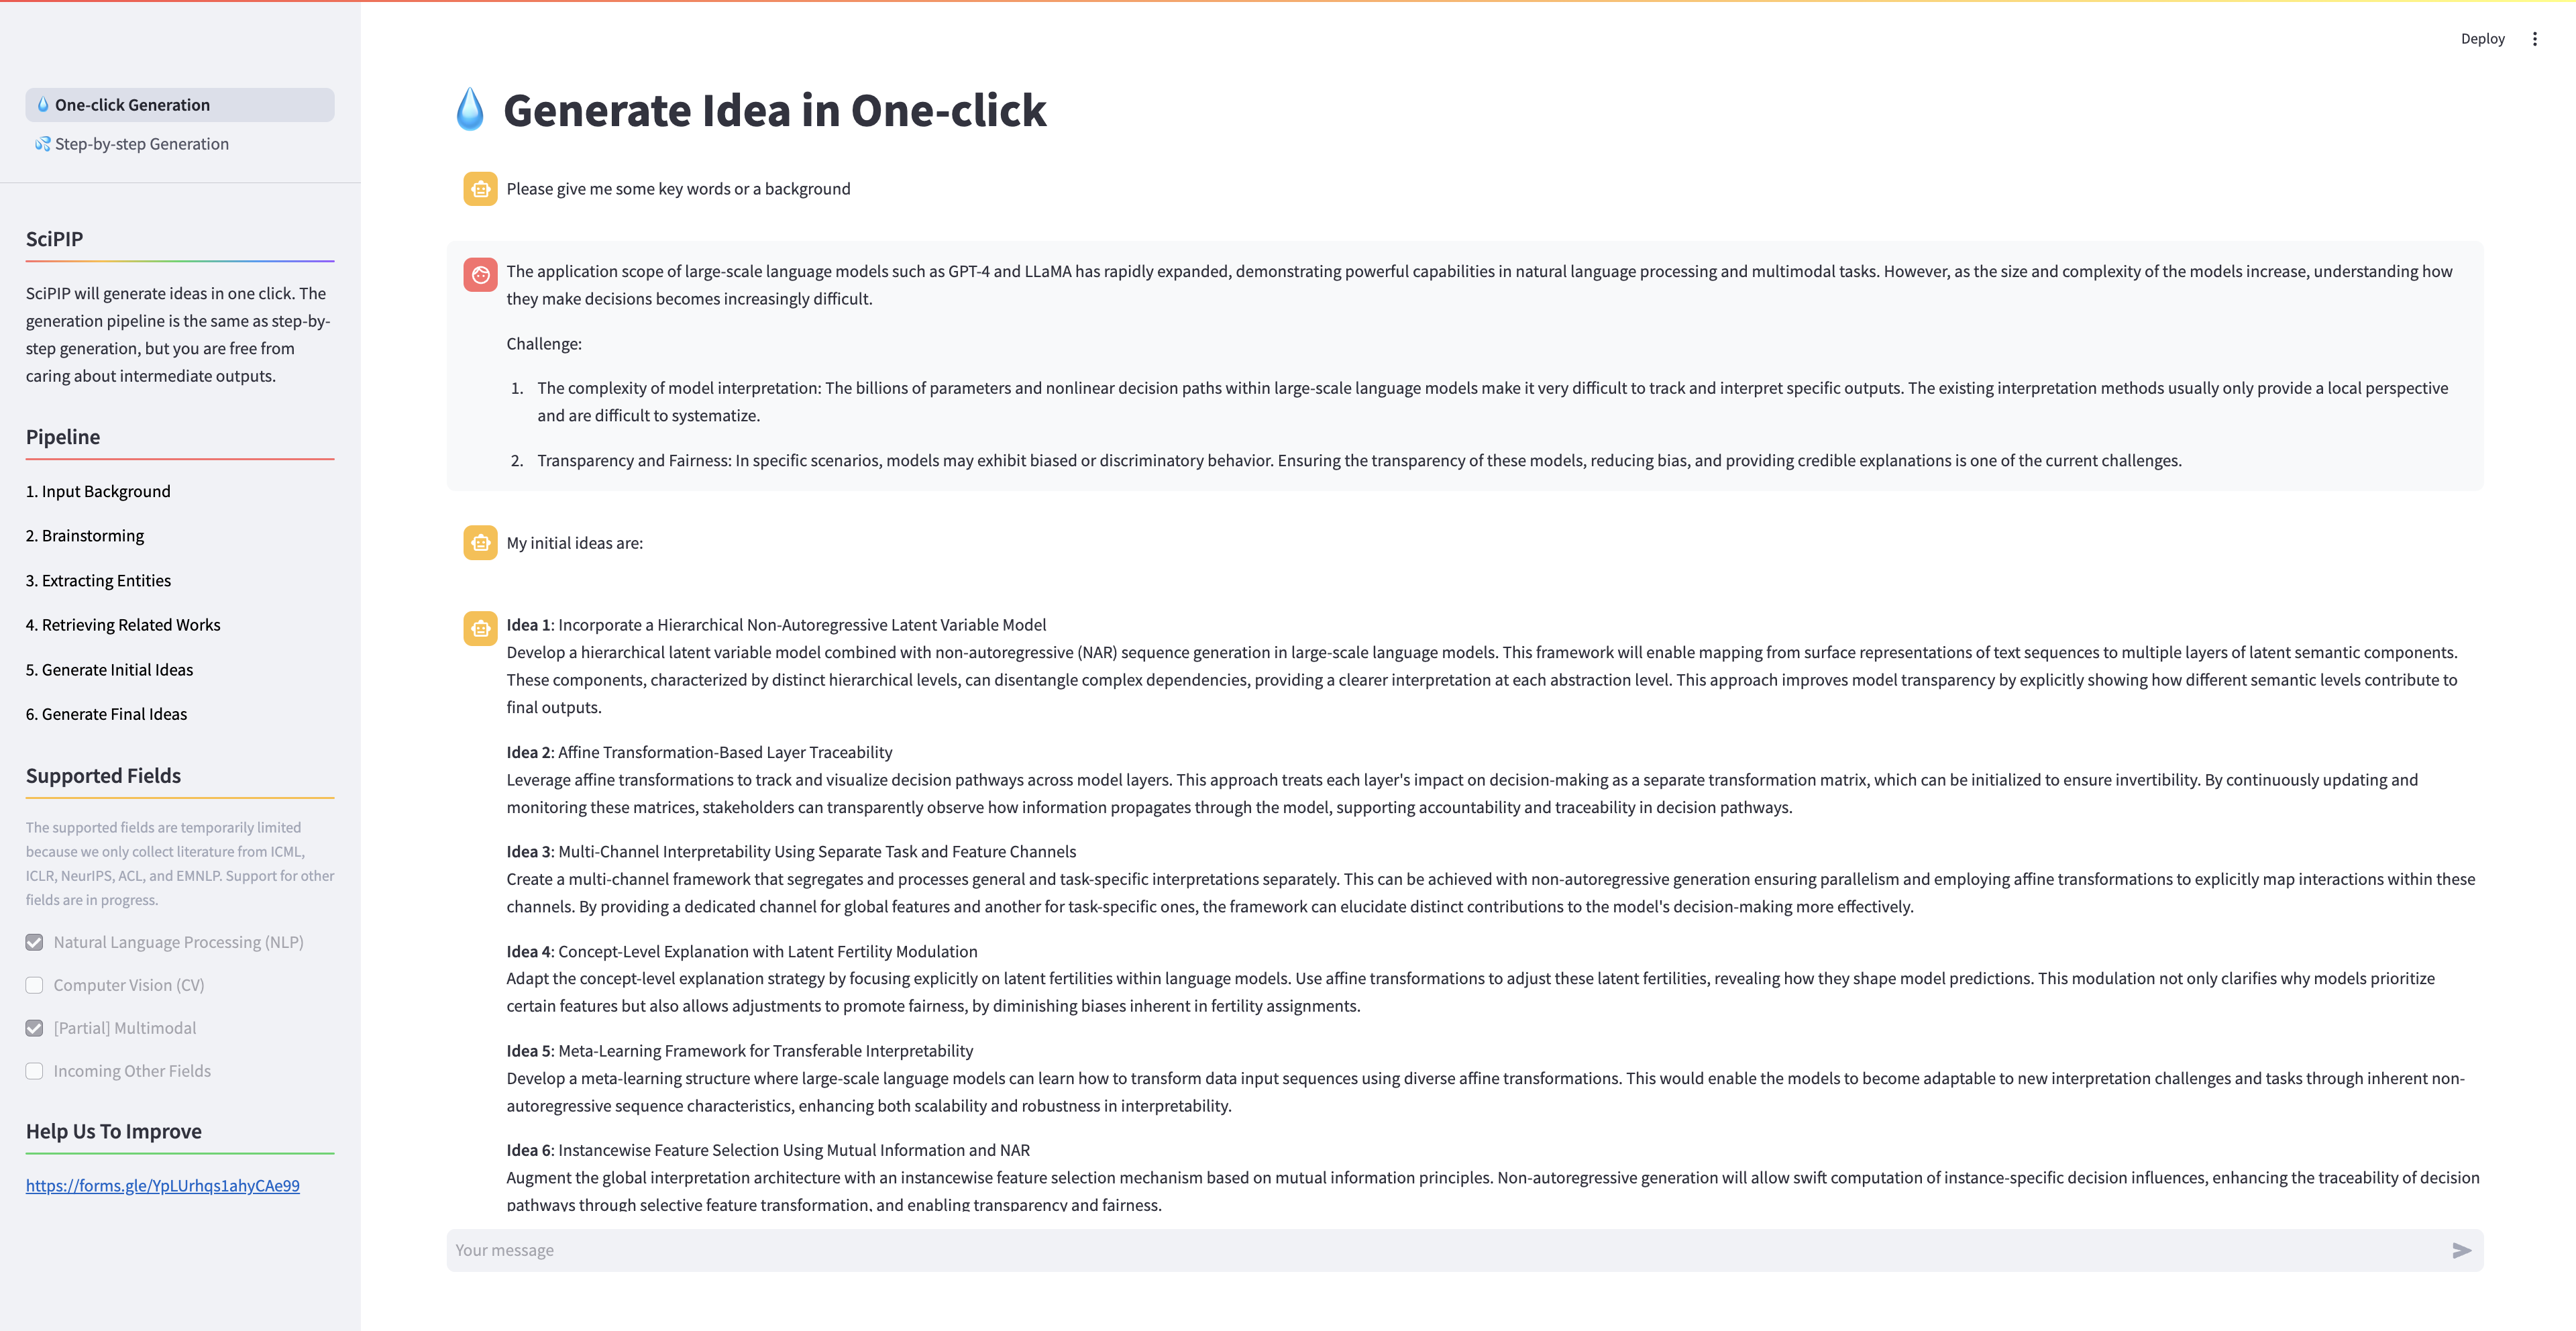 Deploy
One-click Generation
Step-by-step Generation
SciPIP
SciPIP will generate ideas in one click. The
generation pipeline is the same as step-by-
step generation, but you are free from
caring about intermediate outputs.
Pipeline
1. Input Background
2. Brainstorming
3. Extracting Entities
4. Retrieving Related Works
5. Generate Initial Ideas
6. Generate Final Ideas
Supported Fields
The supported fields are temporarily limited
because we only collect literature from ICML,
ICLR, NeurIPS, ACL, and EMNLP. Support for other
fields are in progress.
Natural Language Processing (NLP)
Computer Vision (CV)
[Partial] Multimodal
Incoming Other Fields
Help Us To Improve
https://forms.gle/YpLUrhqs1ahyCAe99
Generate Idea in One-click
Please give me some key words or a background
The application scope of large-scale language models such as GPT-4 and LLaMA has rapidly expanded, demonstrating powerful capabilities in natural language processing and multimodal tasks. However, as the size and complexity of the models increase, understanding how
they make decisions becomes increasingly difficult.
Challenge:
1. The complexity of model interpretation: The billions of parameters and nonlinear decision paths within large-scale language models make it very difficult to track and interpret specific outputs. The existing interpretation methods usually only provide a local perspective
and are difficult to systematize.
2. Transparency and Fairness: In specific scenarios, models may exhibit biased or discriminatory behavior. Ensuring the transparency of these models, reducing bias, and providing credible explanations is one of the current challenges.
My initial ideas are:
Idea 1: Incorporate a Hierarchical Non-Autoregressive Latent Variable Model
Develop a hierarchical latent variable model combined with non-autoregressive (NAR) sequence generation in large-scale language models. This framework will enable mapping from surface representations of text sequences to multiple layers of latent semantic components.
These components, characterized by distinct hierarchical levels, can disentangle complex dependencies, providing a clearer interpretation at each abstraction level. This approach improves model transparency by explicitly showing how different semantic levels contribute to
final outputs.
Idea 2: Affine Transformation-Based Layer Traceability
Leverage affine transformations to track and visualize decision pathways across model layers. This approach treats each layer's impact on decision-making as a separate transformation matrix, which can be initialized to ensure invertibility. By continuously updating and
monitoring these matrices, stakeholders can transparently observe how information propagates through the model, supporting accountability and traceability in decision pathways.
Idea 3: Multi-Channel Interpretability Using Separate Task and Feature Channels
Create a multi-channel framework that segregates and processes general and task-specific interpretations separately. This can be achieved with non-autoregressive generation ensuring parallelism and employing affine transformations to explicitly map interactions within these
channels. By providing a dedicated channel for global features and another for task-specific ones, the framework can elucidate distinct contributions to the model's decision-making more effectively.
Idea 4: Concept-Level Explanation with Latent Fertility Modulation
Adapt the concept-level explanation strategy by focusing explicitly on latent fertilities within language models. Use affine transformations to adjust these latent fertilities, revealing how they shape model predictions. This modulation not only clarifies why models prioritize
certain features but also allows adjustments to promote fairness, by diminishing biases inherent in fertility assignments.
Idea 5: Meta-Learning Framework for Transferable Interpretability
Develop a meta-learning structure where large-scale language models can learn how to transform data input sequences using diverse affine transformations. This would enable the models to become adaptable to new interpretation challenges and tasks through inherent non-
autoregressive sequence characteristics, enhancing both scalability and robustness in interpretability.
Idea 6: Instancewise Feature Selection Using Mutual Information and NAR
Augment the global interpretation architecture with an instancewise feature selection mechanism based on mutual information principles. Non-autoregressive generation will allow swift computation of instance-specific decision influences, enhancing the traceability of decision
pathways through selective feature transformation, and enabling transparency and fairness.
Your message